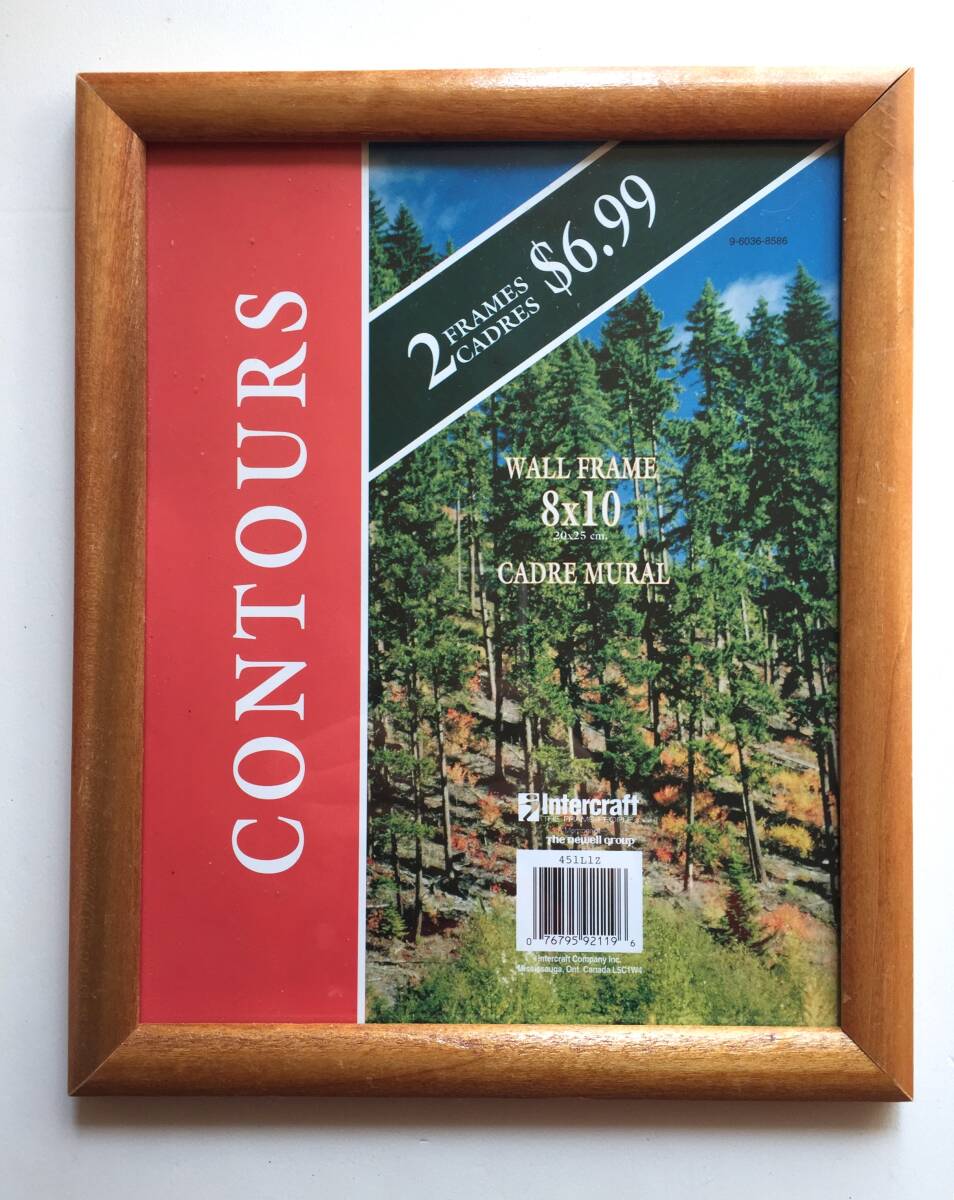 CONTOURS
2 FRAMES
CADRES
$6.99
9-6036-8586
WALL FRAME
8x10
20x25 cm.
CADRE MURAL
Intercraft
THE FRAME PEOPLE
the newell group
451L1Z
0 76795 92119 6
Intercraft Company Inc.
Mississauga, Ont. Canada L5C1W4